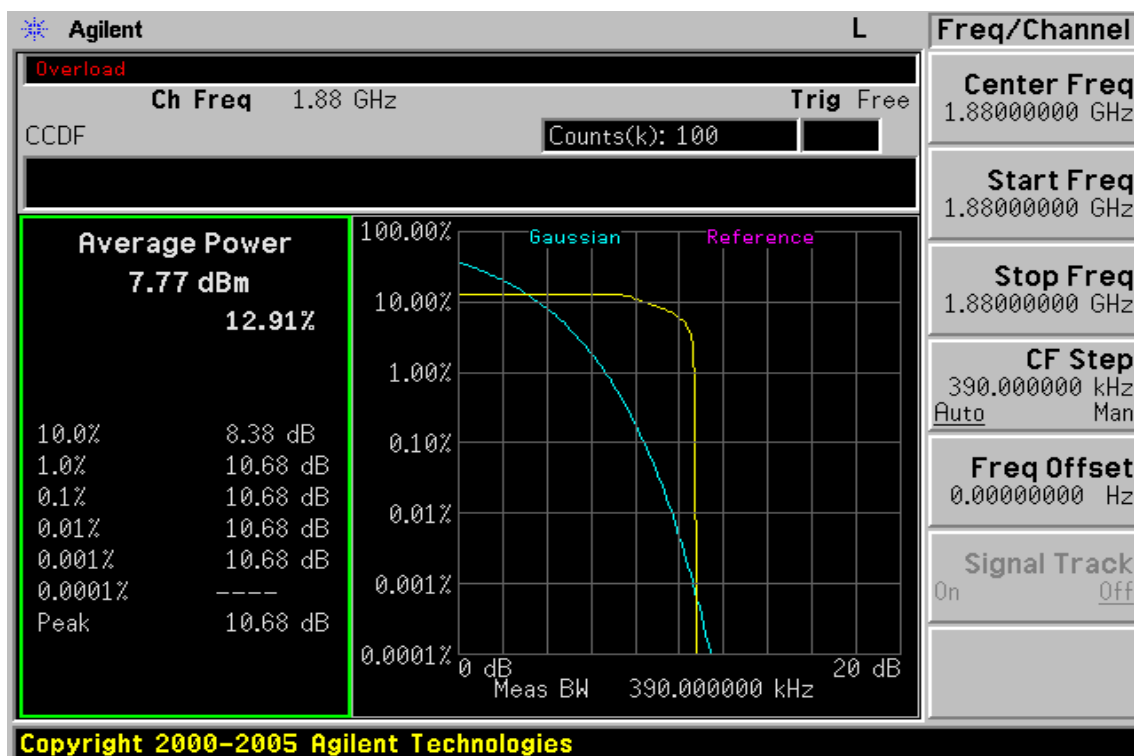 Agilent L Freq/Channel
Overload
Ch Freq 1.88 GHz Trig Free
CCDF Counts(k): 100
Average Power
7.77 dBm
12.91%
10.0% 8.38 dB
1.0% 10.68 dB
0.1% 10.68 dB
0.01% 10.68 dB
0.001% 10.68 dB
0.0001% ----
Peak 10.68 dB
Gaussian Reference
100.00%
10.00%
1.00%
0.10%
0.01%
0.001%
0.0001%
0 dB 20 dB
Meas BW 390.000000 kHz
Center Freq
1.88000000 GHz
Start Freq
1.88000000 GHz
Stop Freq
1.88000000 GHz
CF Step
390.000000 kHz
Auto Man
Freq Offset
0.00000000 Hz
Signal Track
On Off
Copyright 2000-2005 Agilent Technologies